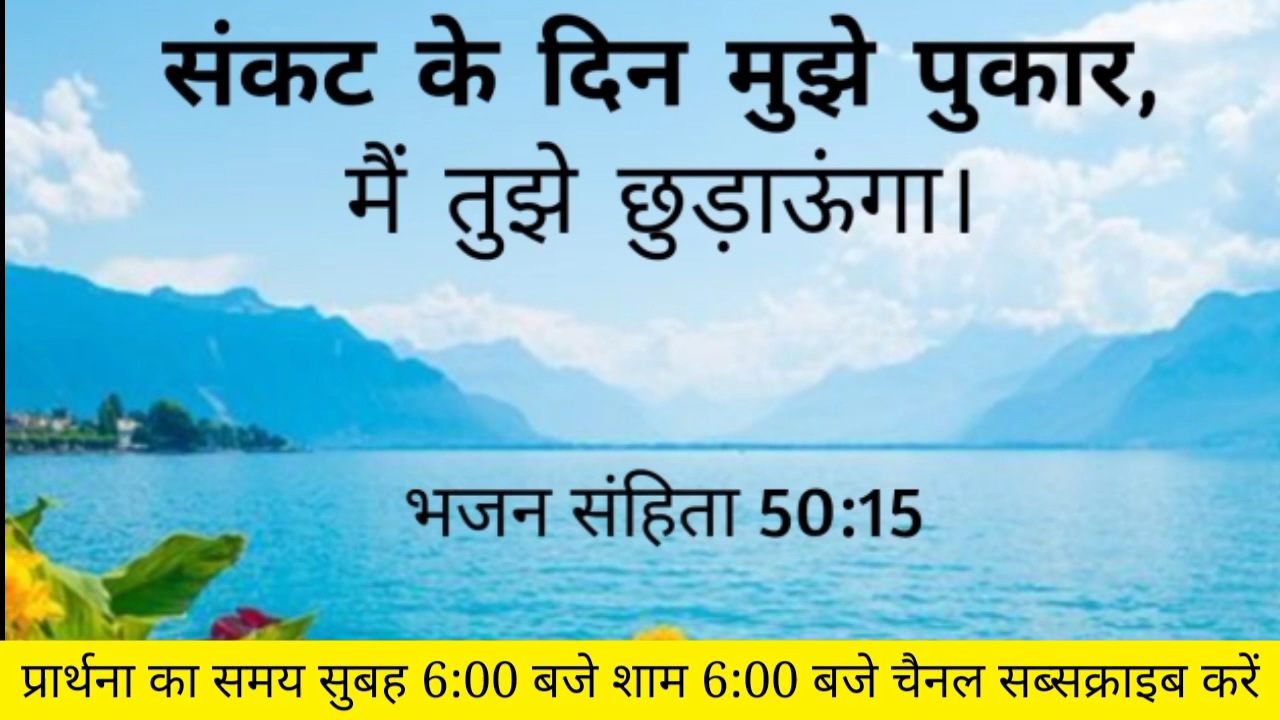 संकट के दिन मुझे पुकार,
मैं तुझे छुड़ाऊंगा।
भजन संहिता 50:15
प्रार्थना का समय सुबह 6:00 बजे शाम 6:00 बजे चैनल सब्सक्राइब करें